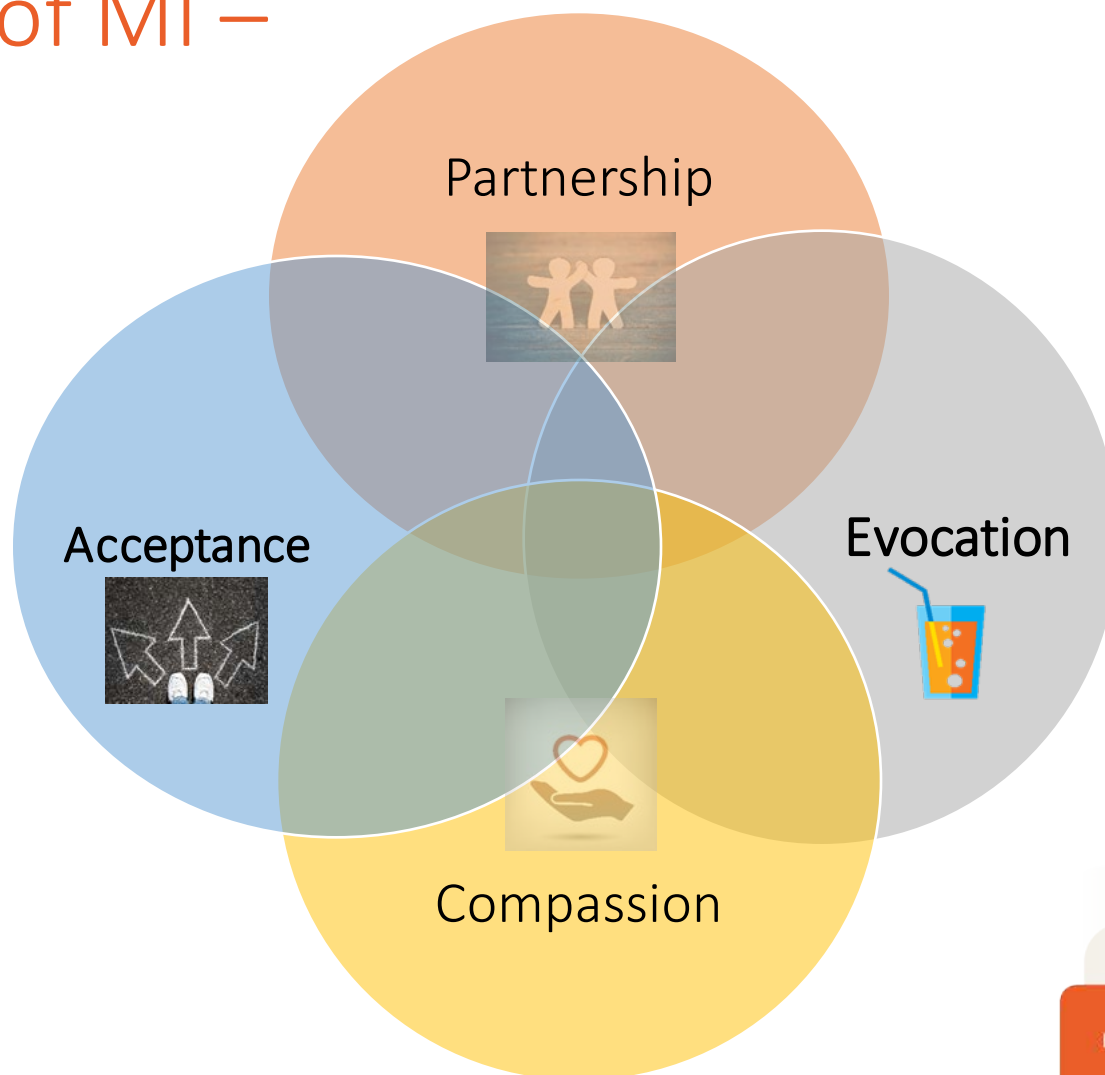 of MI –
Partnership
Acceptance
Evocation
Compassion